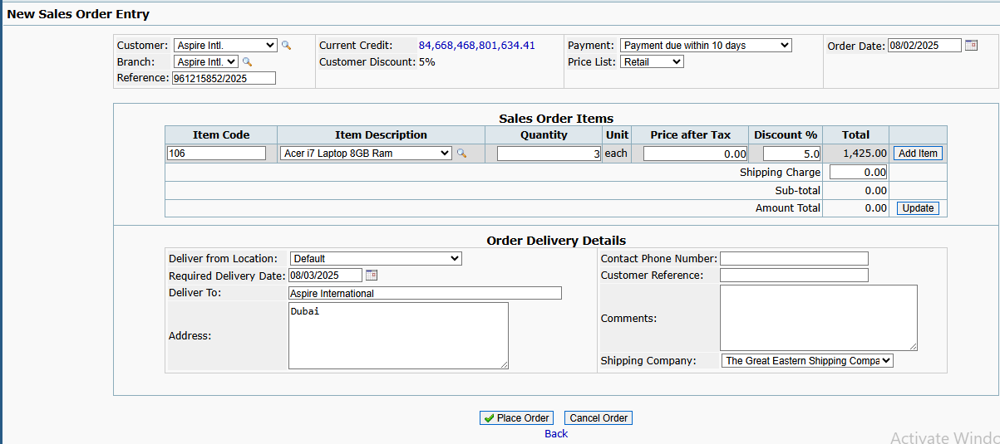 New Sales Order Entry
Customer: Aspire Intl. Current Credit: 84,668,468,801,634.41 Payment: Payment due within 10 days Order Date: 08/02/2025
Branch: Aspire Intl. Customer Discount: 5% Price List: Retail
Reference: 961215852/2025
Sales Order Items
Item Code Item Description Quantity Unit Price after Tax Discount % Total
106 Acer i7 Laptop 8GB Ram 3 each 0.00 5.0 1,425.00 Add Item
Shipping Charge 0.00
Sub-total 0.00
Amount Total 0.00 Update
Order Delivery Details
Deliver from Location: Default Contact Phone Number:
Required Delivery Date: 08/03/2025 Customer Reference:
Deliver To: Aspire International
Address: Dubai
Comments:
Shipping Company: The Great Eastern Shipping Compa
Place Order Cancel Order
Back
Activate Windo